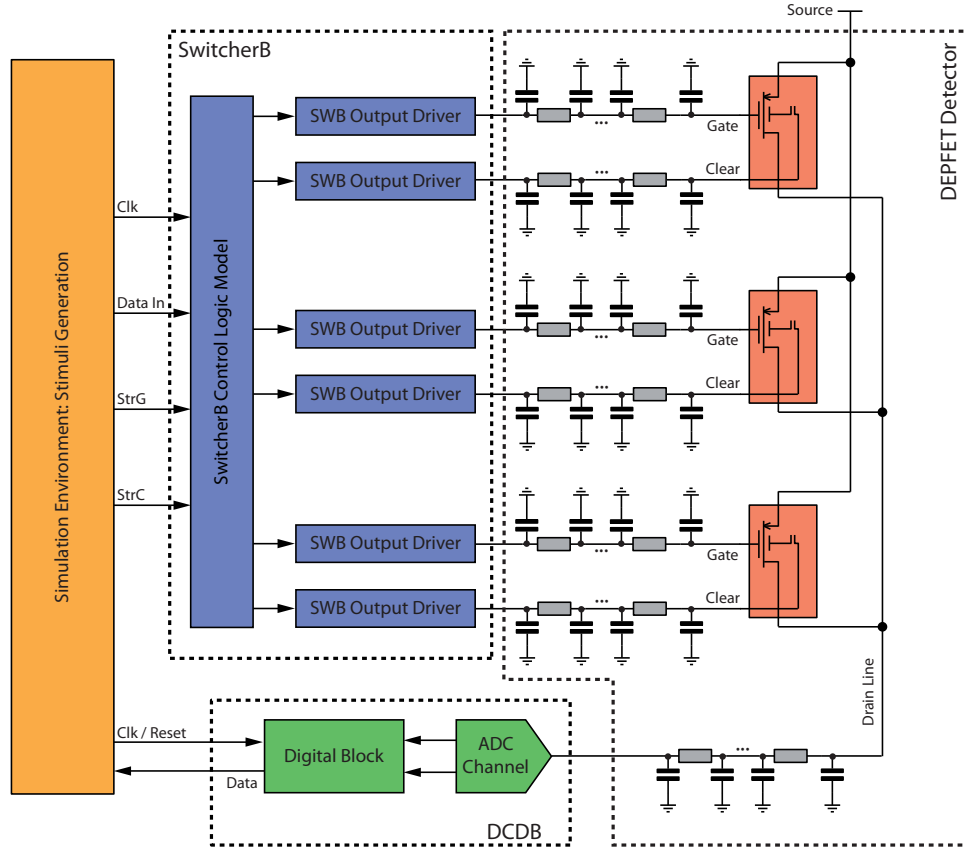 Source
SwitcherB
DEPFET Detector
Simulation Environment: Stimuli Generation
SwitcherB Control Logic Model
Clk
Data In
StrG
StrC
SWB Output Driver
...
Gate
SWB Output Driver
...
Clear
SWB Output Driver
...
Gate
SWB Output Driver
...
Clear
SWB Output Driver
...
Gate
SWB Output Driver
...
Clear
Drain Line
Clk / Reset
Data
Digital Block
ADC
Channel
...
DCDB